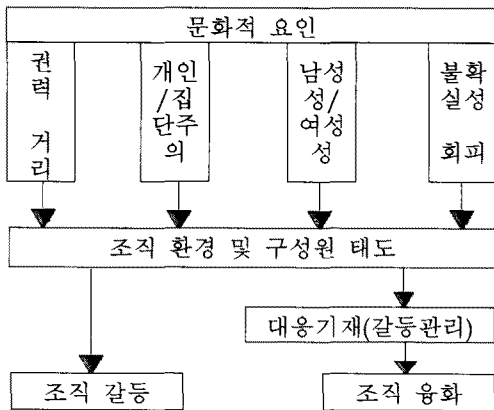 문화적 요인
권
력
거
리
개인
/집
단주
의
남성
성/
여성
성
불확
실성
회피
조직 환경 및 구성원 태도
대응기재(갈등관리)
조직 갈등
조직 융화